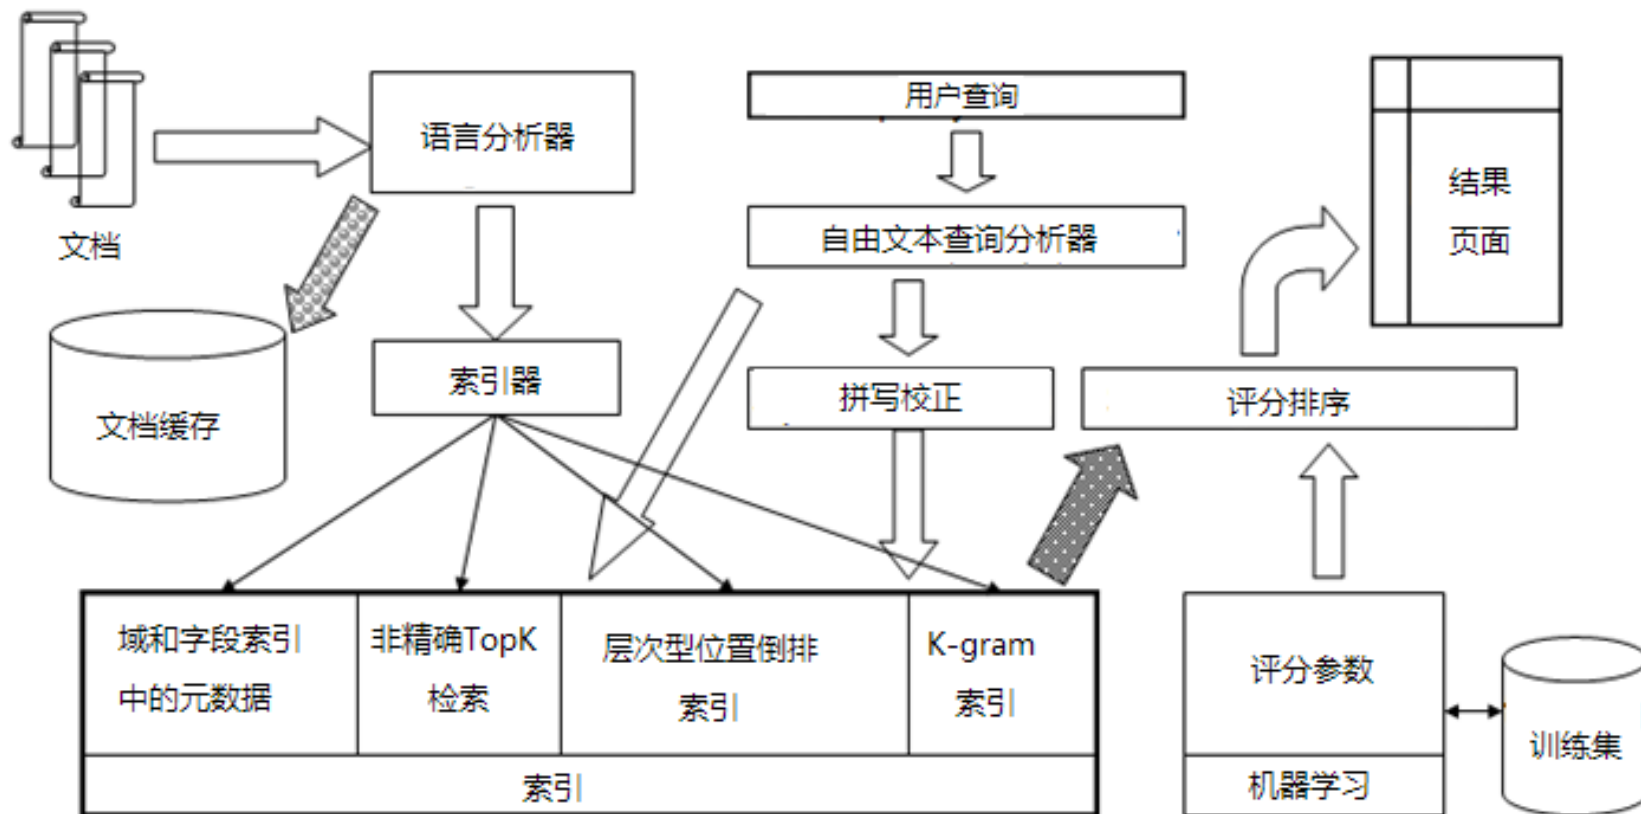 文档
语言分析器
文档缓存
索引器
用户查询
自由文本查询分析器
拼写校正
评分排序
结果
页面
域和字段索引
中的元数据
非精确TopK
检索
层次型位置倒排
索引
K-gram
索引
索引
评分参数
机器学习
训练集